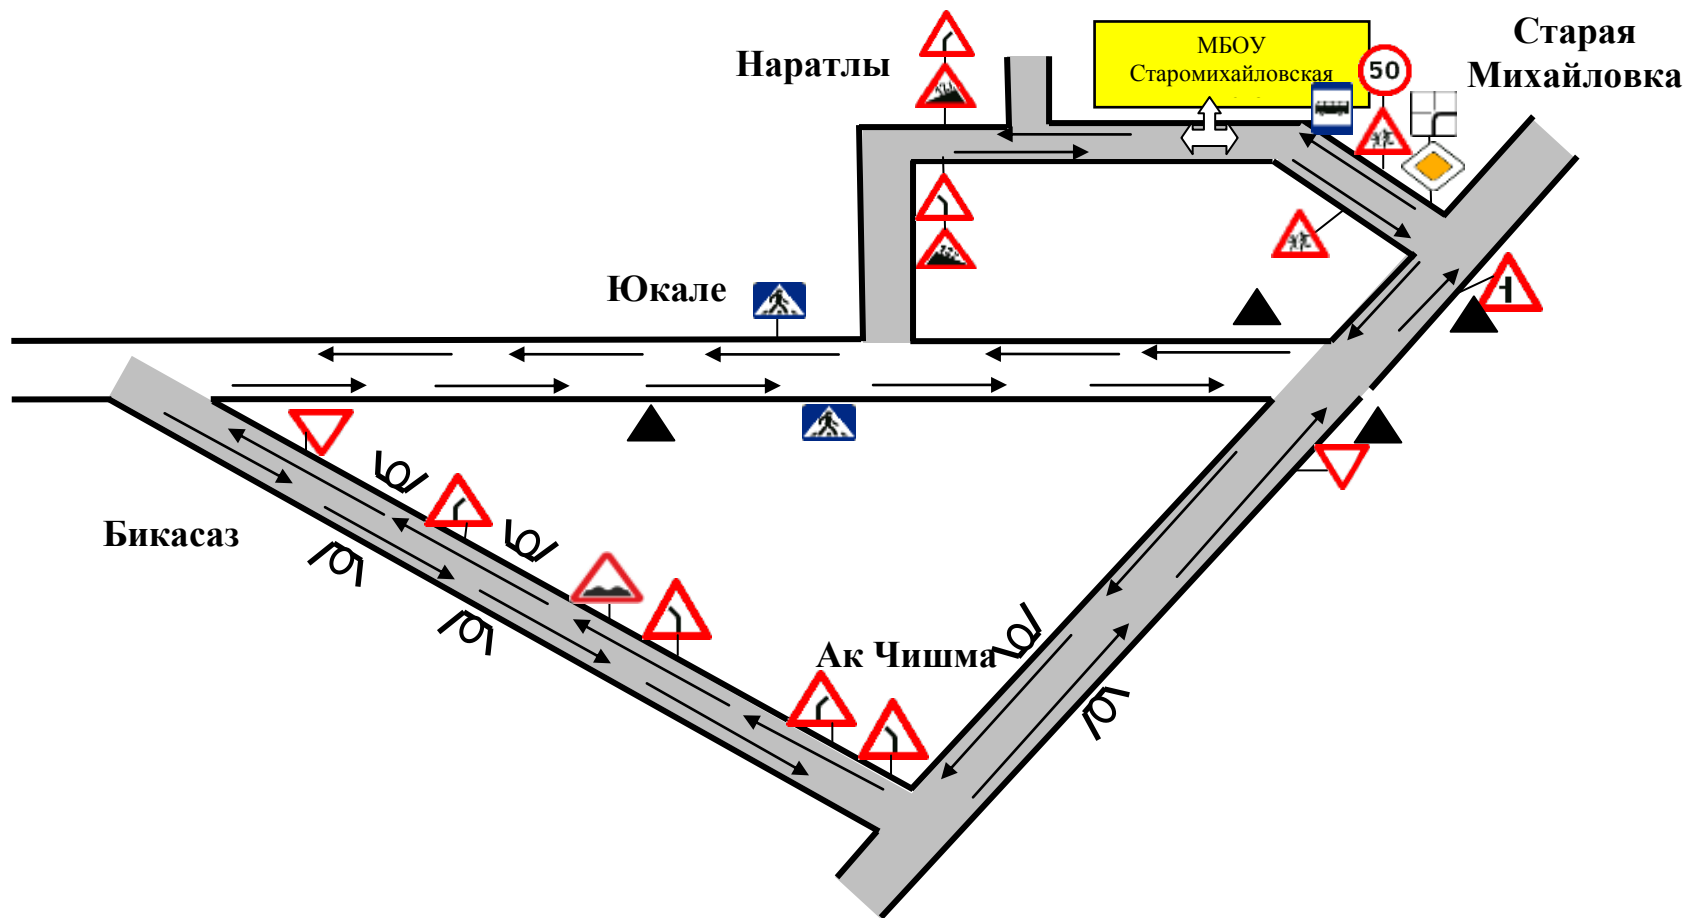 Старая
Михайловка
МБОУ
Старомихайловская
50
Наратлы
Юкале
Бикасаз
Ак Чишма